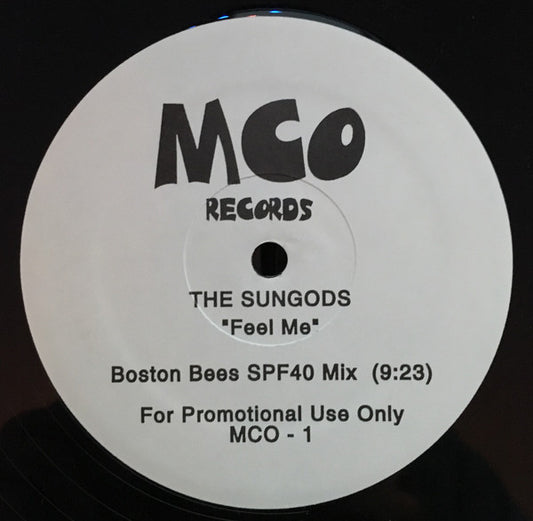 MCO
RECORDS
THE SUNGODS
"Feel Me"
Boston Bees SPF40 Mix (9:23)
For Promotional Use Only
MCO - 1